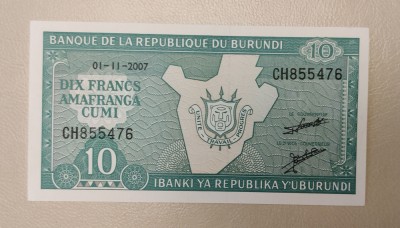 BANQUE DE LA REPUBLIQUE DU BURUNDI
10
01-11-2007
CH855476
DIX FRANCS
AMAFRANGA
CUMI
CH855476
UNITE TRAVAIL PROGRES
10
IBANKI YA REPUBLIKA Y'UBURUNDI